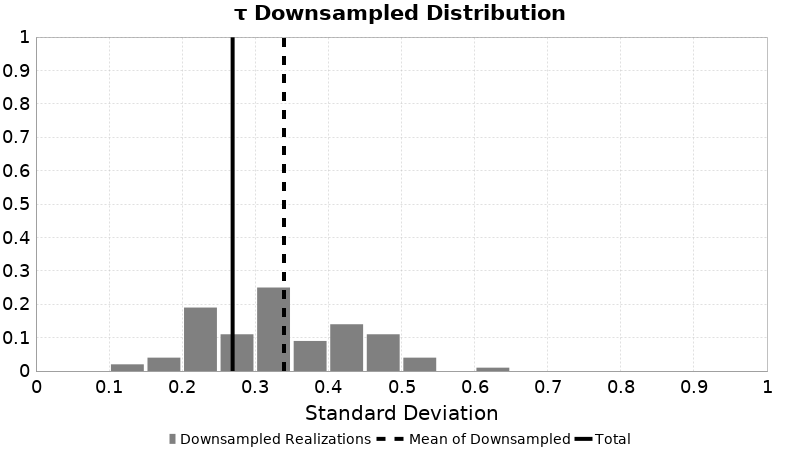 τ Downsampled Distribution
1
0.9
0.8
0.7
0.6
0.5
0.4
0.3
0.2
0.1
0
0 0.1 0.2 0.3 0.4 0.5 0.6 0.7 0.8 0.9 1
Standard Deviation
Downsampled Realizations Mean of Downsampled Total